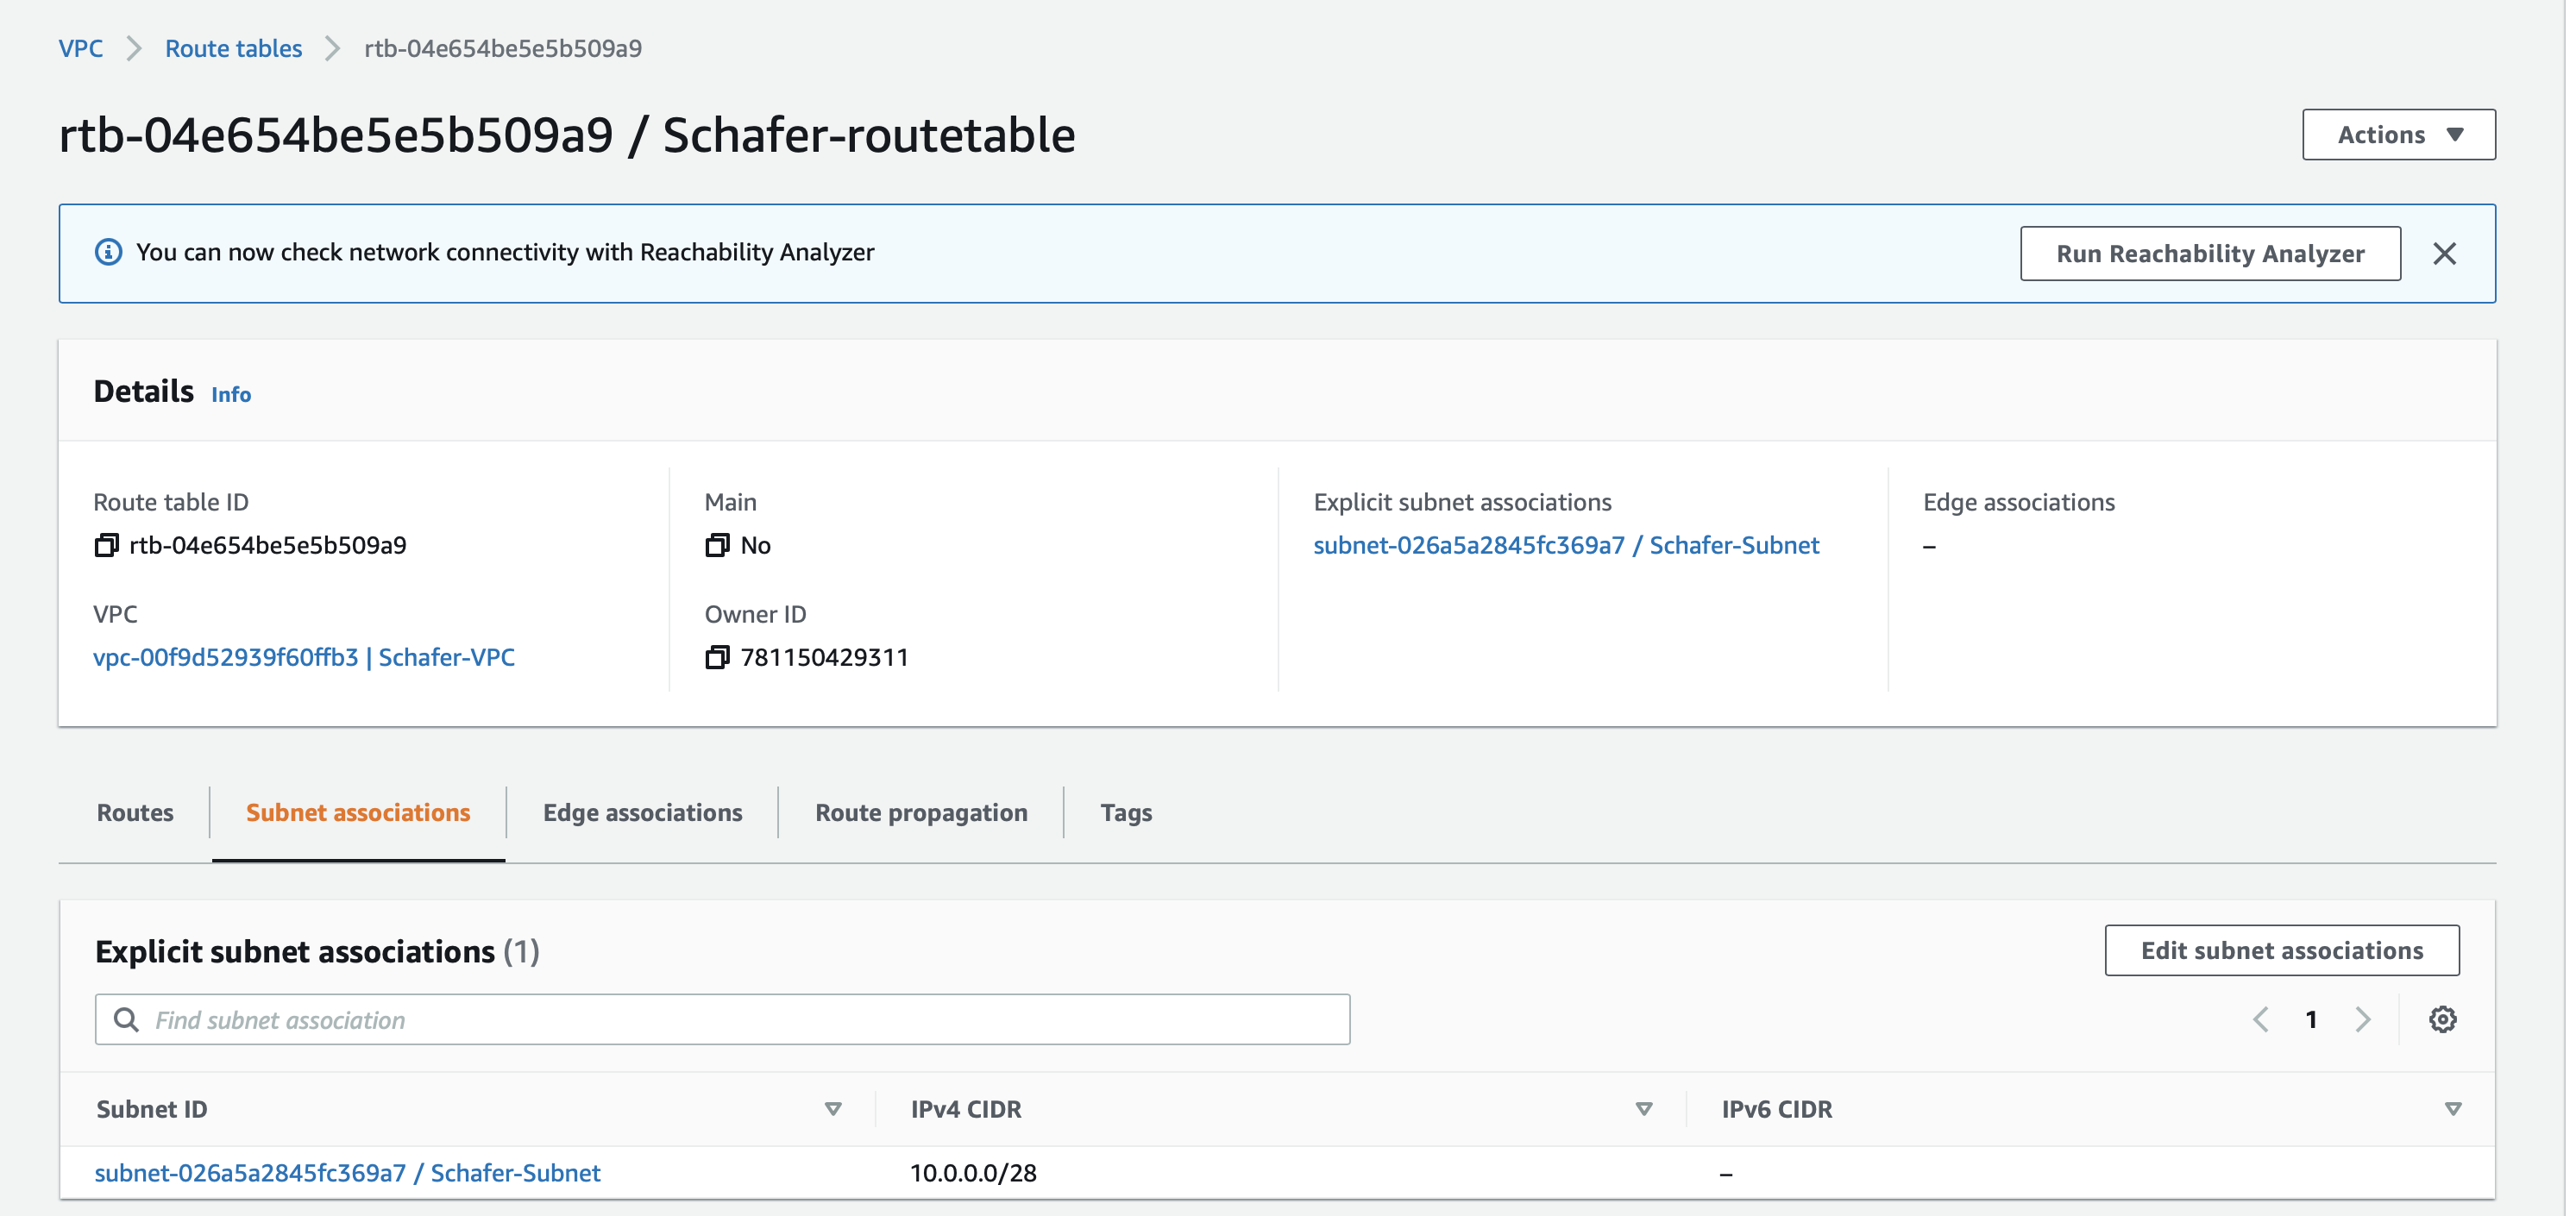 VPC > Route tables > rtb-04e654be5e5b509a9
rtb-04e654be5e5b509a9 / Schafer-routetable
Actions
You can now check network connectivity with Reachability Analyzer
Run Reachability Analyzer
Details Info
Route table ID
rtb-04e654be5e5b509a9
Main
No
Explicit subnet associations
subnet-026a5a2845fc369a7 / Schafer-Subnet
Edge associations
–
VPC
vpc-00f9d52939f60ffb3 | Schafer-VPC
Owner ID
781150429311
Routes
Subnet associations
Edge associations
Route propagation
Tags
Explicit subnet associations (1)
Edit subnet associations
Find subnet association
1
Subnet ID
IPv4 CIDR
IPv6 CIDR
subnet-026a5a2845fc369a7 / Schafer-Subnet
10.0.0.0/28
–